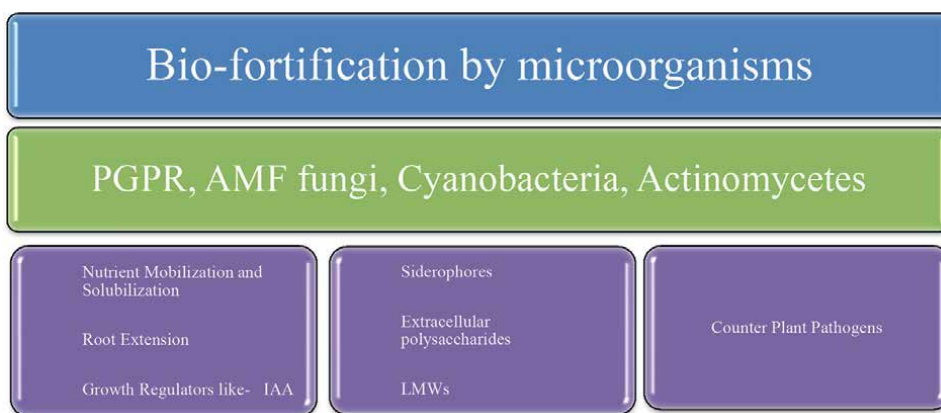 Bio-fortification by microorganisms
PGPR, AMF fungi, Cyanobacteria, Actinomycetes
Nutrient Mobilization and
Solubilization
Root Extension
Growth Regulators like- IAA
Siderophores
Extracellular
polysaccharides
LMWs
Counter Plant Pathogens